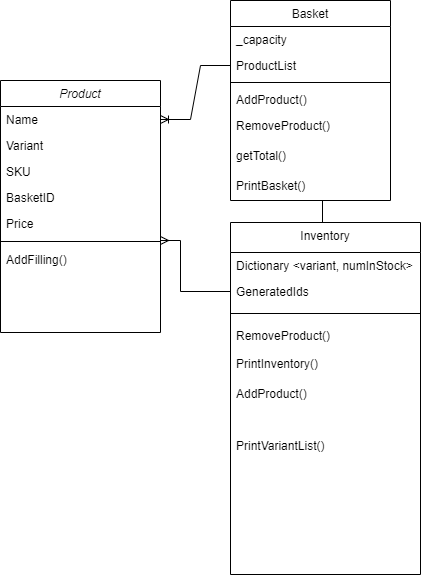 Basket
_capacity
ProductList
AddProduct()
RemoveProduct()
getTotal()
PrintBasket()
Product
Name
Variant
SKU
BasketID
Price
AddFilling()
Inventory
Dictionary <variant, numInStock>
GeneratedIds
RemoveProduct()
PrintInventory()
AddProduct()
PrintVariantList()